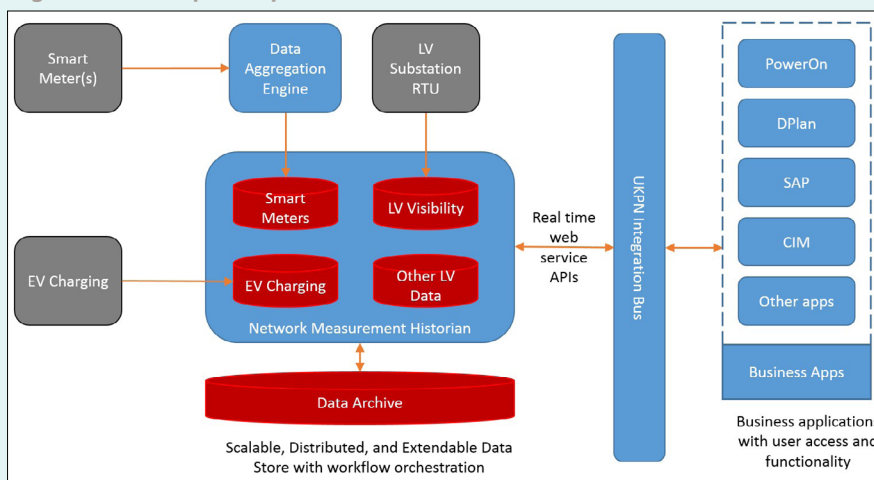 Smart
Meter(s)
Data
Aggregation
Engine
LV
Substation
RTU
Smart
Meters
LV Visibility
EV Charging
EV Charging
Other LV
Data
Network Measurement Historian
Data Archive
Scalable, Distributed, and Extendable Data
Store with workflow orchestration
Real time
web
service
APIs
UKPN Integration Bus
PowerOn
DPlan
SAP
CIM
Other apps
Business Apps
Business application
with user access and
functionality